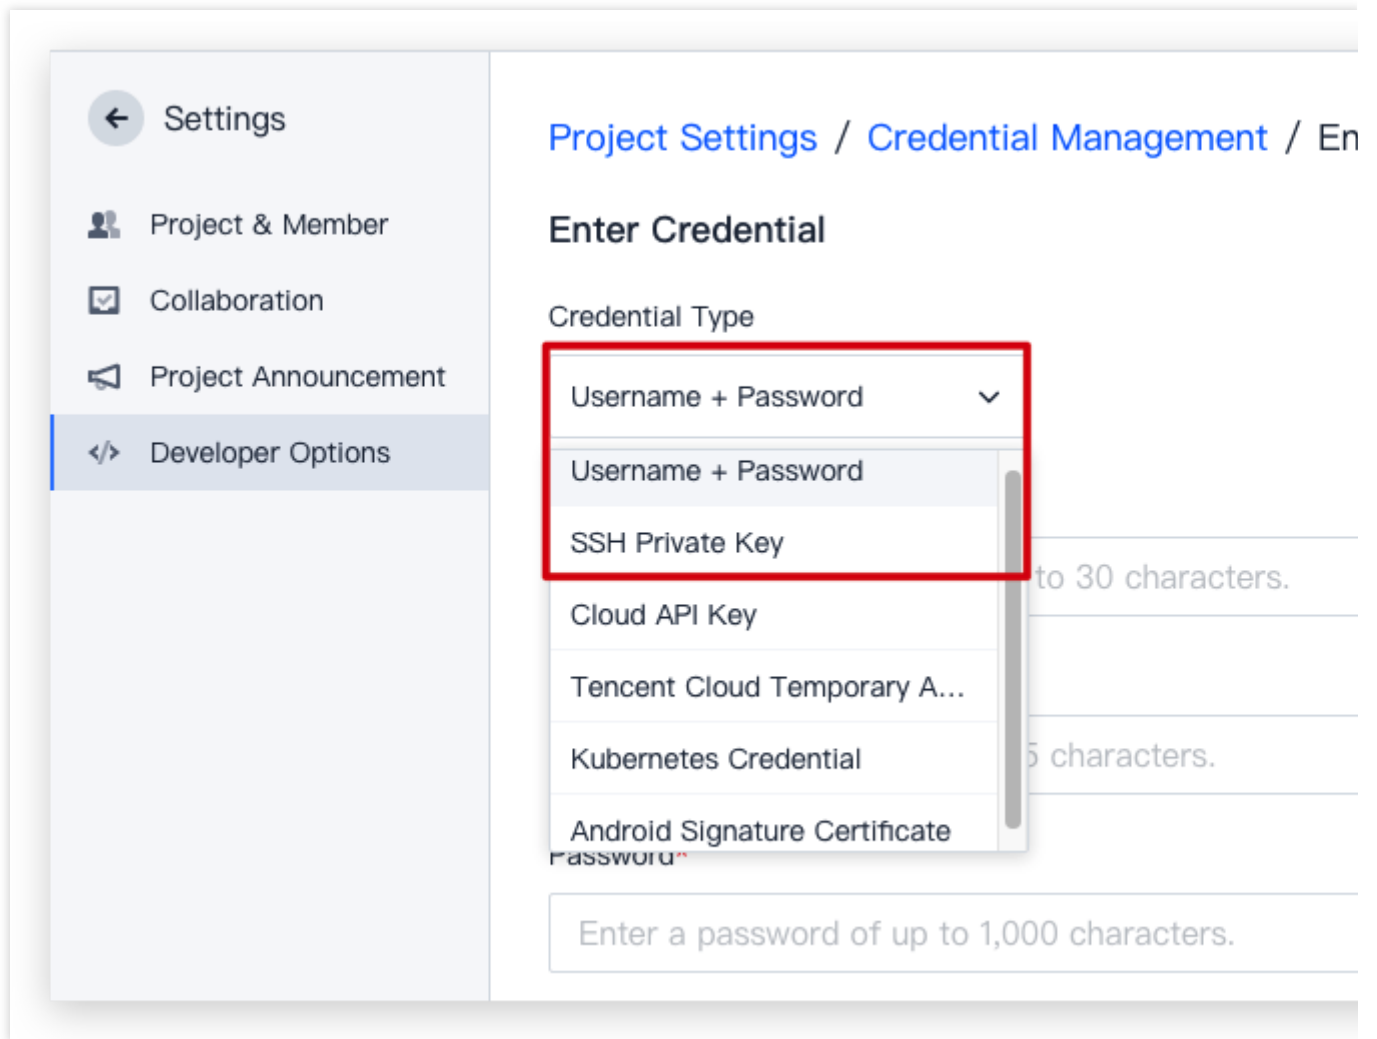 Settings
Project & Member
Collaboration
Project Announcement
Developer Options
Project Settings / Credential Management / En
Enter Credential
Credential Type
Username + Password
Username + Password
SSH Private Key
to 30 characters.
Cloud API Key
Tencent Cloud Temporary A...
Kubernetes Credential
characters.
Android Signature Certificate
Password*
Enter a password of up to 1,000 characters.